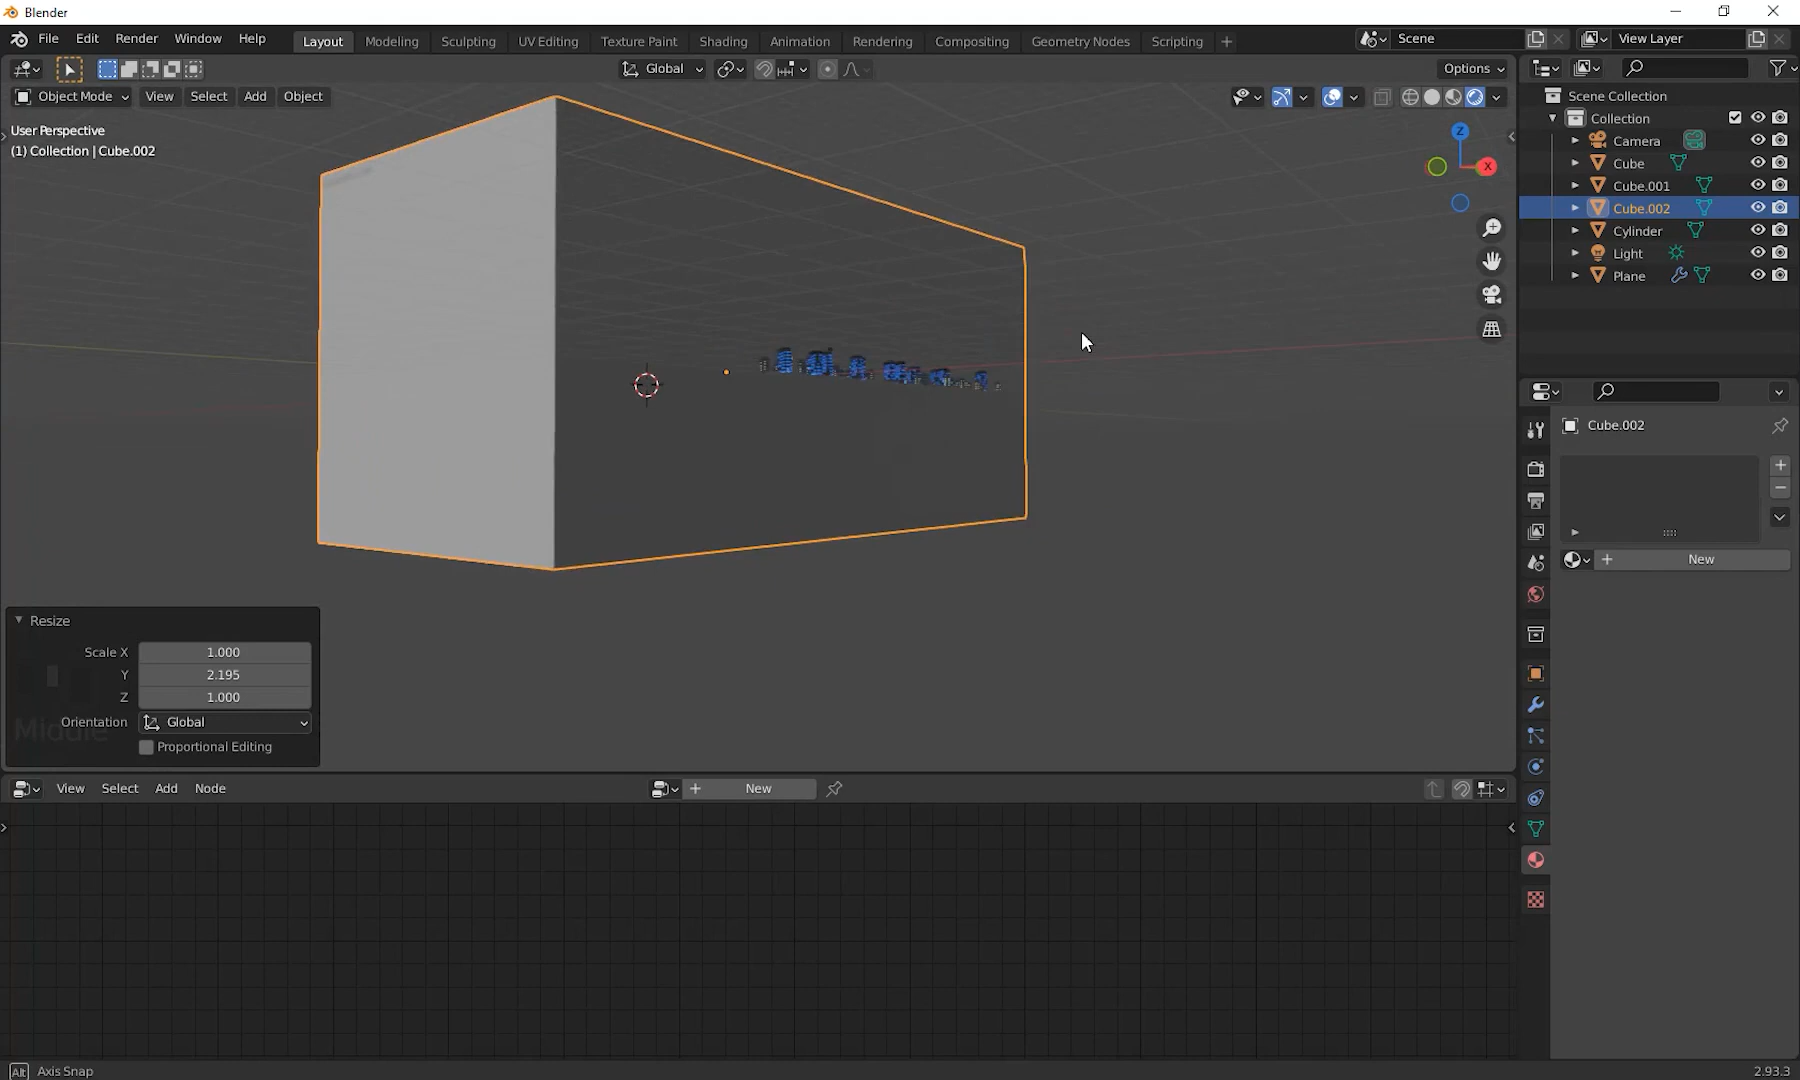 Blender
File Edit Render Window Help Layout Modeling Sculpting UV Editing Texture Paint Shading Animation Rendering Compositing Geometry Nodes Scripting + Scene View Layer
Global Options
Object Mode View Select Add Object
User Perspective
(1) Collection | Cube.002
Z
X
Scene Collection
Collection
Camera
Cube
Cube.001
Cube.002
Cylinder
Light
Plane
Cube.002
+ New
Resize
Scale X 1.000
Y 2.195
Z 1.000
Orientation Global
Proportional Editing
Middle
View Select Add Node + New
Alt Axis Snap
2.93.3